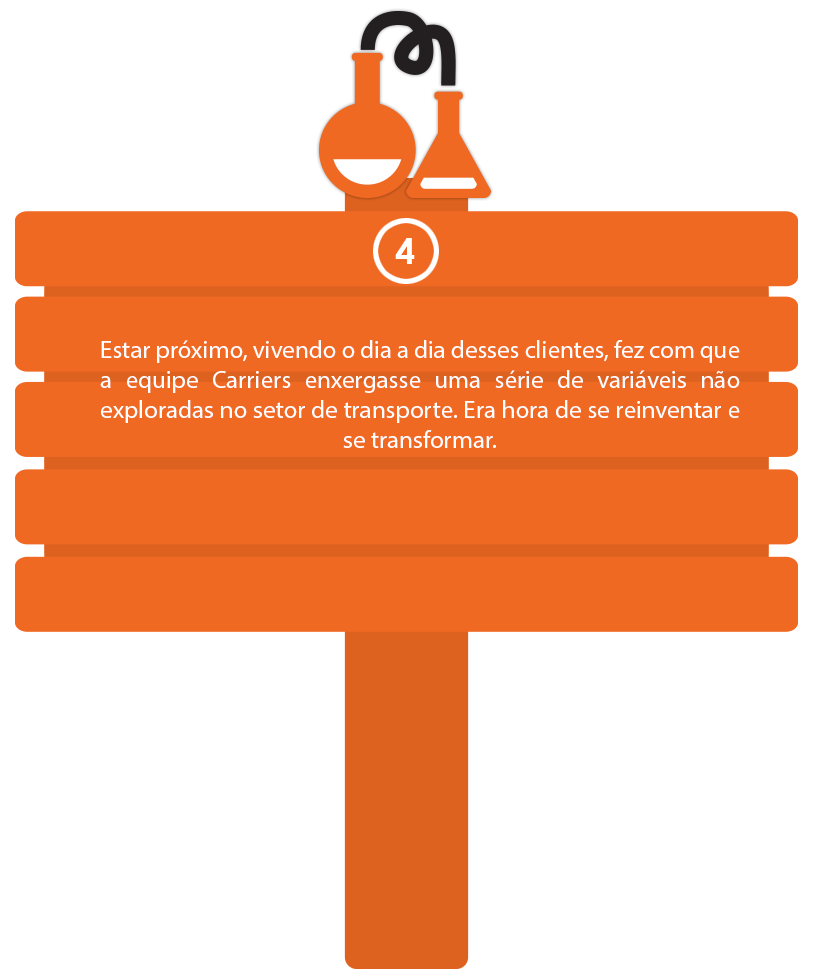 4
Estar próximo, vivendo o dia a dia desses clientes, fez com que
a equipe Carriers enxergasse uma série de variáveis não
exploradas no setor de transporte. Era hora de se reinventar e
se transformar.